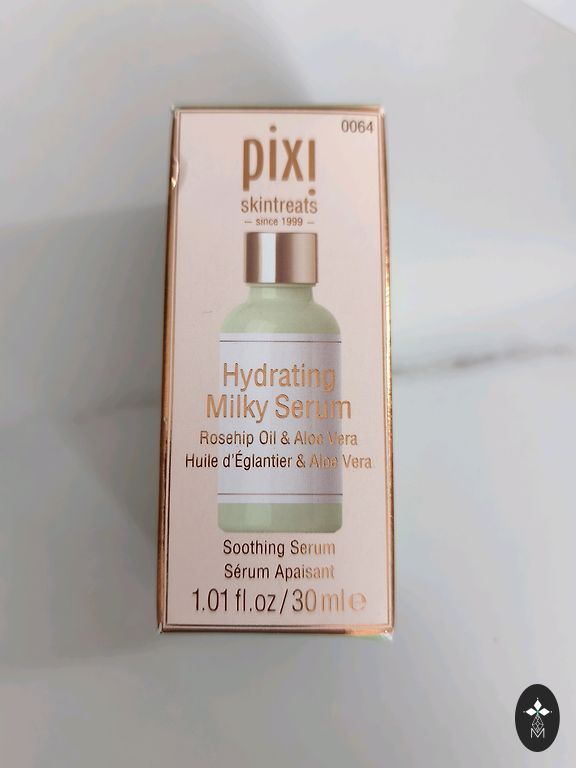 0064
pixi
skintreats
– since 1999 –
Hydrating
Milky Serum
Rosehip Oil & Aloe Vera
Huile d'Églantier & Aloe Vera
Soothing Serum
Sérum Apaisant
1.01 fl.oz / 30 ml ℮
M